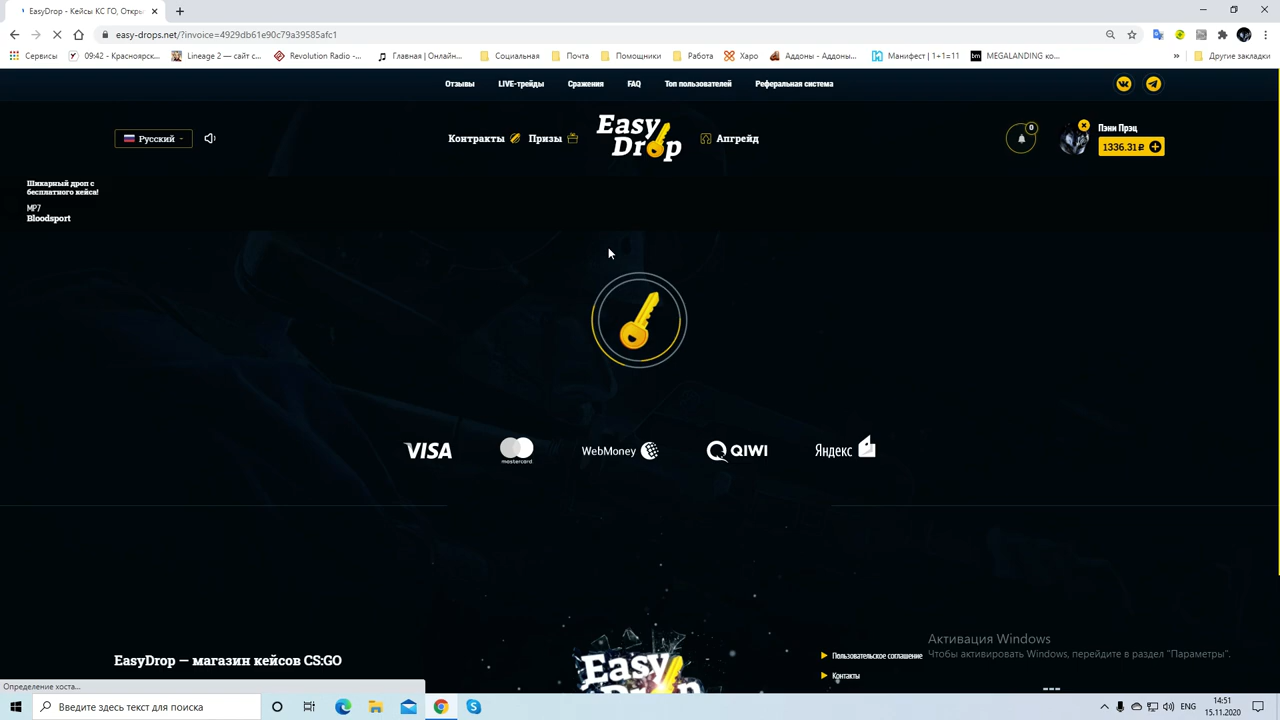 EasyDrop - Кейсы КС ГО, Откры
easy-drops.net/?invoice=4929db61e90c79a39585afc1
Сервисы
09:42 - Красноярск...
Lineage 2 — сайт с...
Revolution Radio -...
Главная | Онлайн...
Социальная
Почта
Помощники
Работа
Харо
Аддоны - Аддоны...
Манифест | 1+1=11
MEGALANDING ко...
»
Другие закладки
Отзывы
LIVE-трейды
Сражения
FAQ
Топ пользователей
Реферальная система
Русский
Контракты
Призы
Easy
Drop
Апгрейд
0
Пэни Прэц
1336.31 ₽
Шикарный дроп с
бесплатного кейса!
MP7
Bloodsport
VISA
mastercard
WebMoney
QIWI
Яндекс
EasyDrop — магазин кейсов CS:GO
Easy
Drop
Пользовательское соглашение
Контакты
Активация Windows
Чтобы активировать Windows, перейдите в раздел "Параметры".
Определение хоста...
Введите здесь текст для поиска
ENG
14:51
15.11.2020